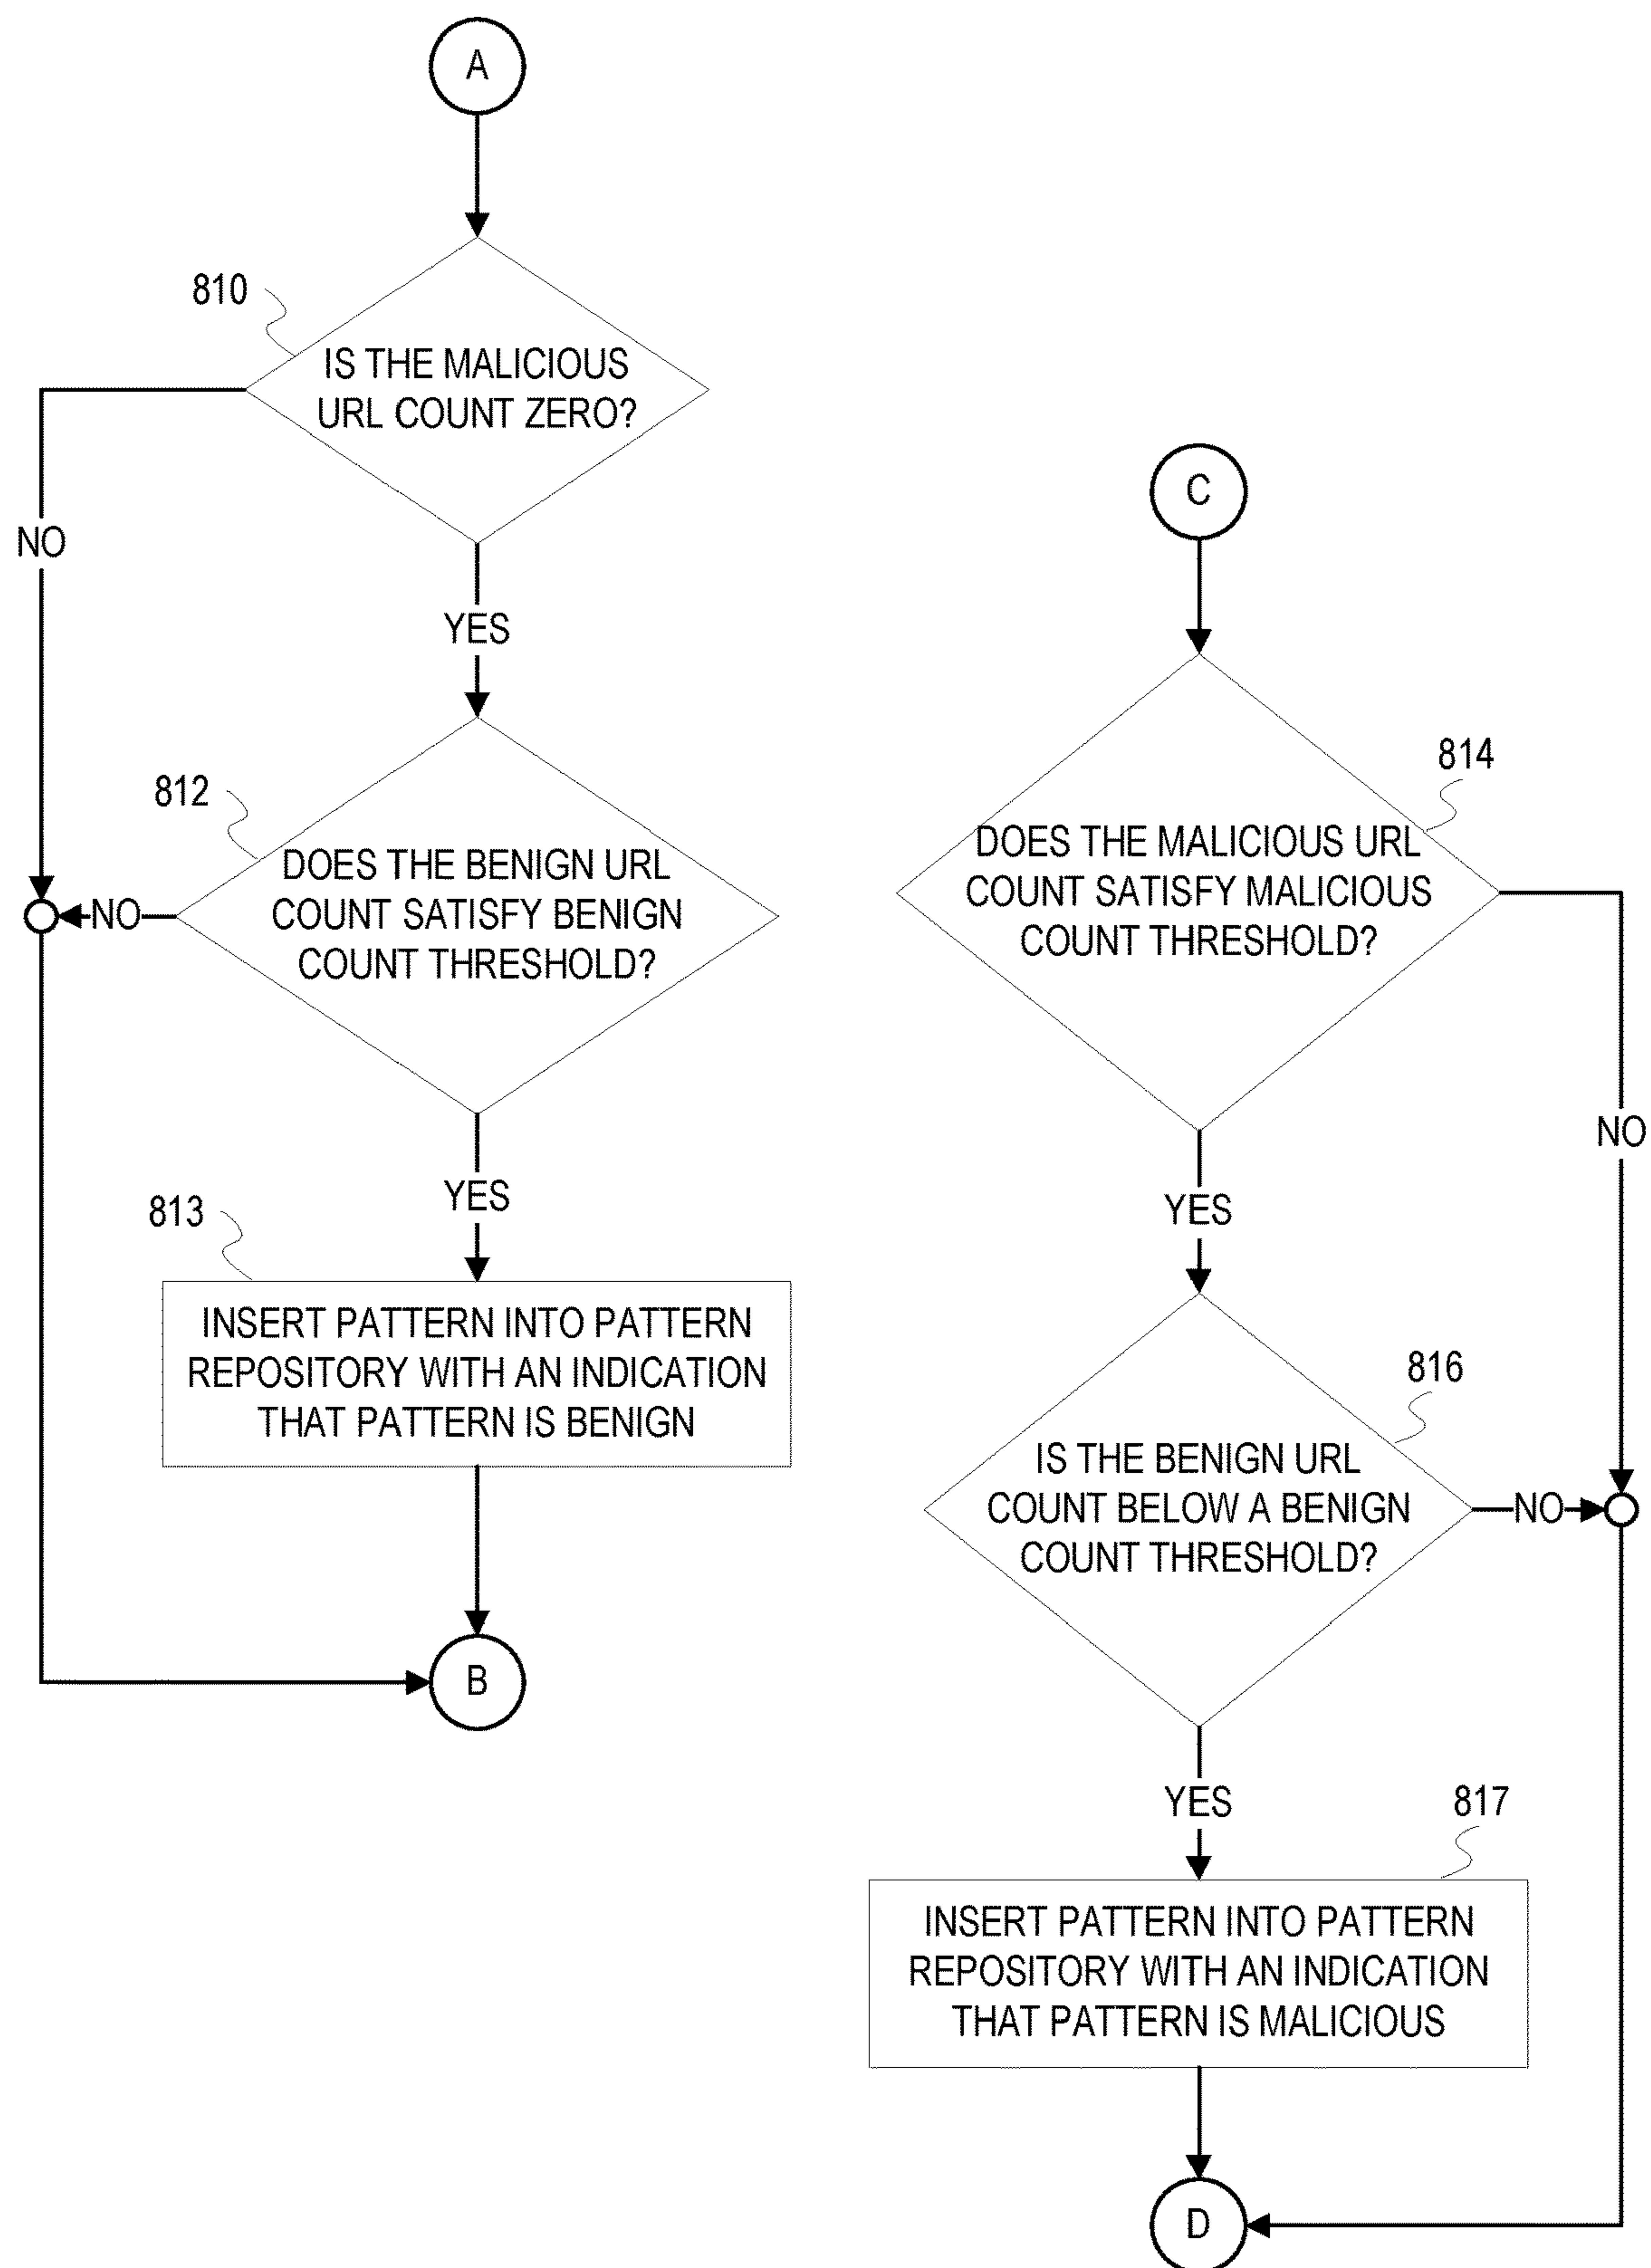 A
810
IS THE MALICIOUS
URL COUNT ZERO?
NO
YES
812
DOES THE BENIGN URL
COUNT SATISFY BENIGN
COUNT THRESHOLD?
NO
YES
813
INSERT PATTERN INTO PATTERN
REPOSITORY WITH AN INDICATION
THAT PATTERN IS BENIGN
B
C
814
DOES THE MALICIOUS URL
COUNT SATISFY MALICIOUS
COUNT THRESHOLD?
NO
YES
816
IS THE BENIGN URL
COUNT BELOW A BENIGN
COUNT THRESHOLD?
NO
YES
817
INSERT PATTERN INTO PATTERN
REPOSITORY WITH AN INDICATION
THAT PATTERN IS MALICIOUS
D